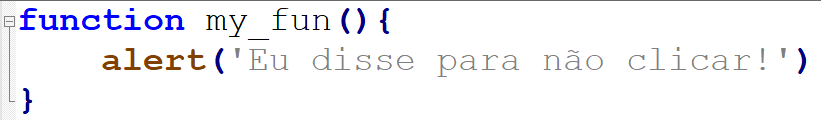 function my_fun(){
alert('Eu disse para não clicar!')
}